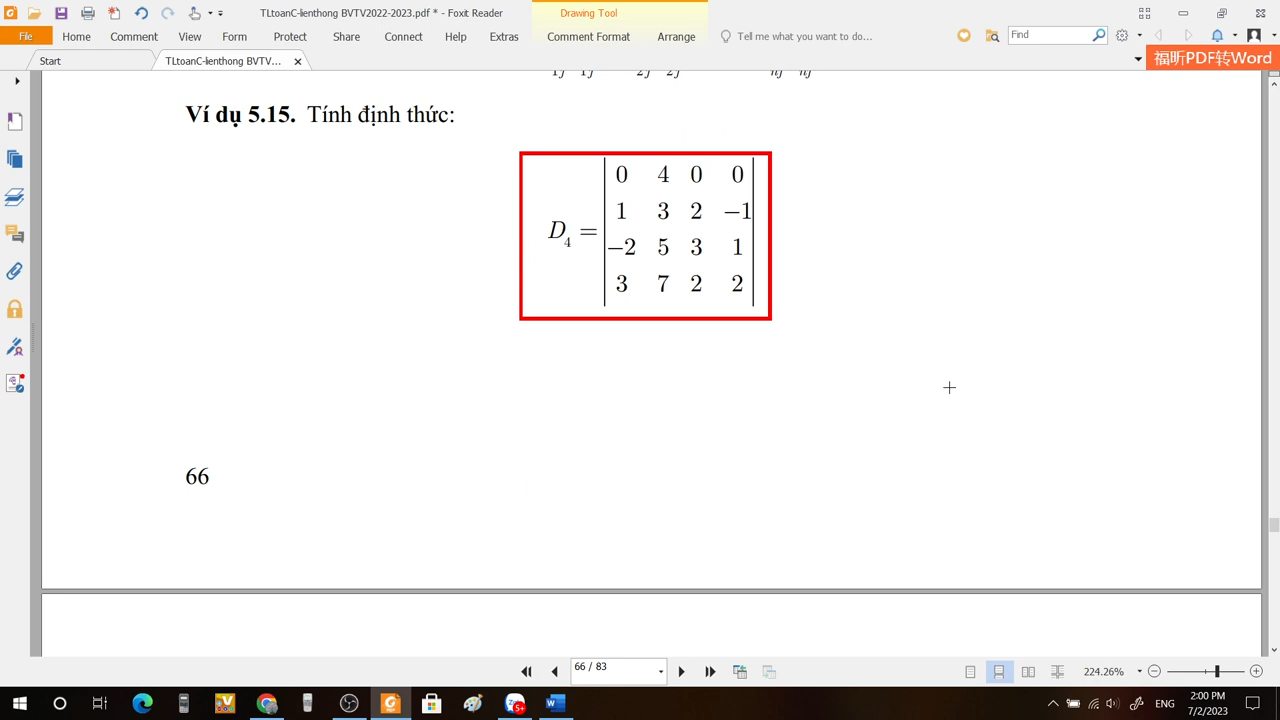 TLtoanC-lienthong BVTV2022-2023.pdf * - Foxit Reader
Drawing Tool
File Home Comment View Form Protect Share Connect Help Extras Comment Format Arrange Tell me what you want to do... Find
Start TLtoanC-lienthong BVTV... 福昕PDF转Word
Ví dụ 5.15. Tính định thức:
0 4 0 0
1 3 2 −1
D4 =
−2 5 3 1
3 7 2 2
66
66 / 83 224.26%
5+ ENG 2:00 PM
7/2/2023